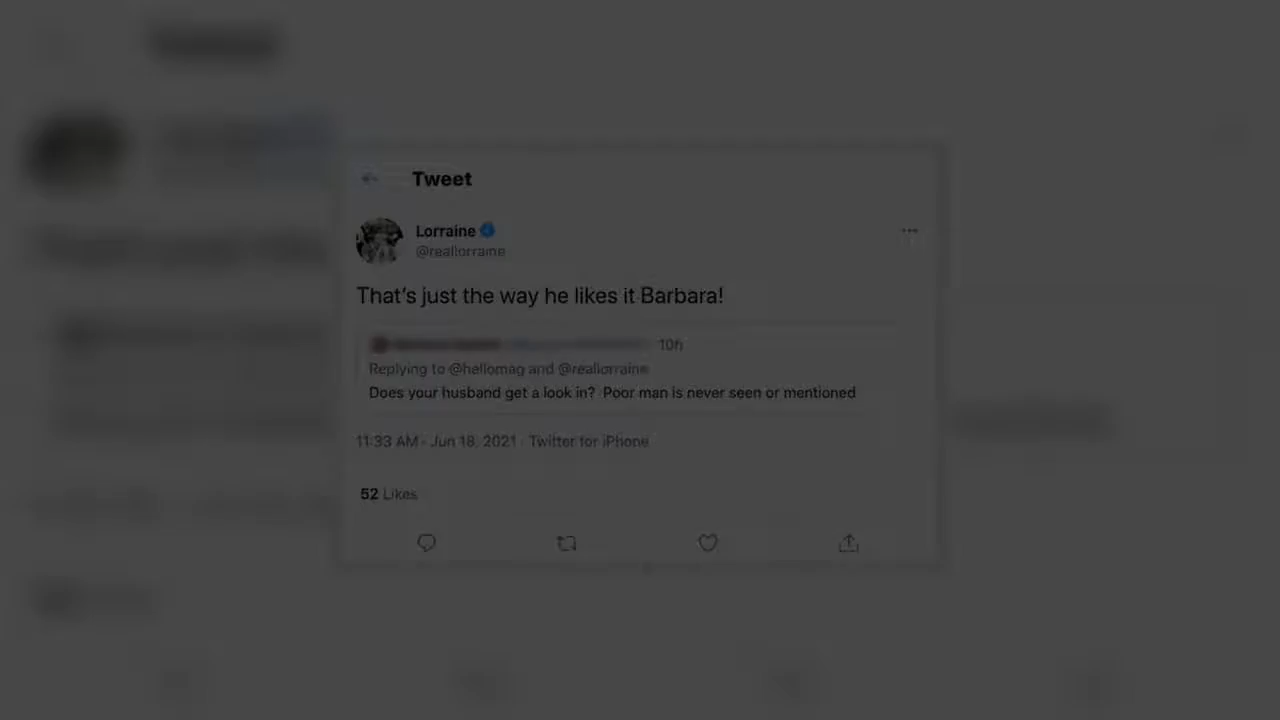 Tweet
Lorraine
@reallorraine
That's just the way he likes it Barbara!
10h
Replying to @hellomag and @reallorraine
Does your husband get a look in? Poor man is never seen or mentioned
11:33 AM · Jun 18, 2021 · Twitter for iPhone
52 Likes